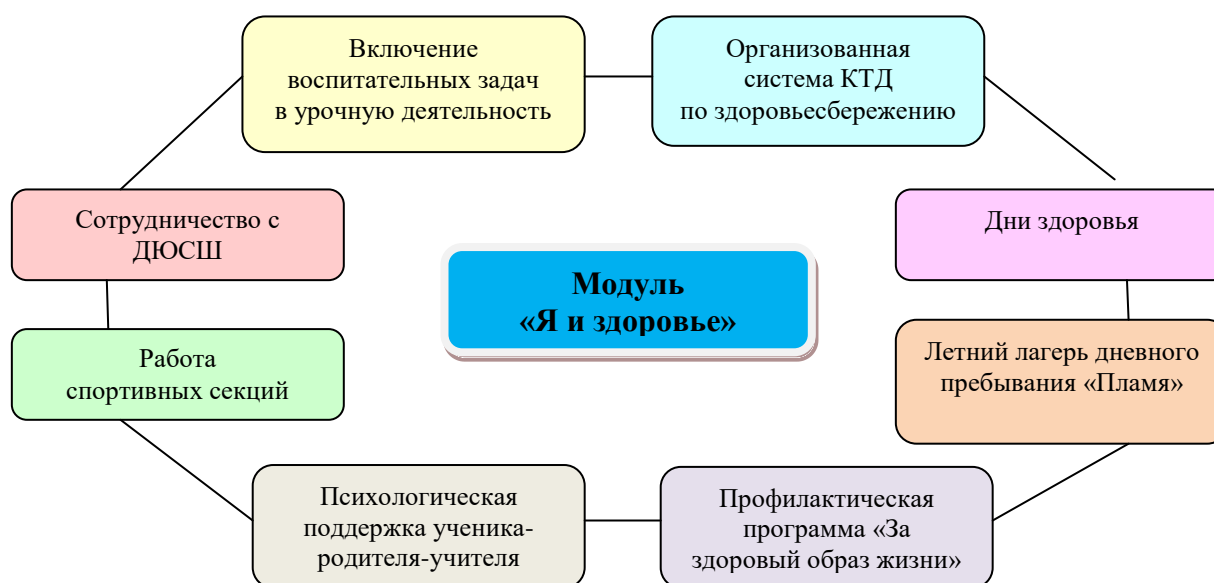 Включение
воспитательных задач
в урочную деятельность
Организованная
система КТД
по здоровьесбережению
Сотрудничество с
ДЮСШ
Дни здоровья
Модуль
«Я и здоровье»
Работа
спортивных секций
Летний лагерь дневного
пребывания «Пламя»
Психологическая
поддержка ученика-
родителя-учителя
Профилактическая
программа «За
здоровый образ жизни»